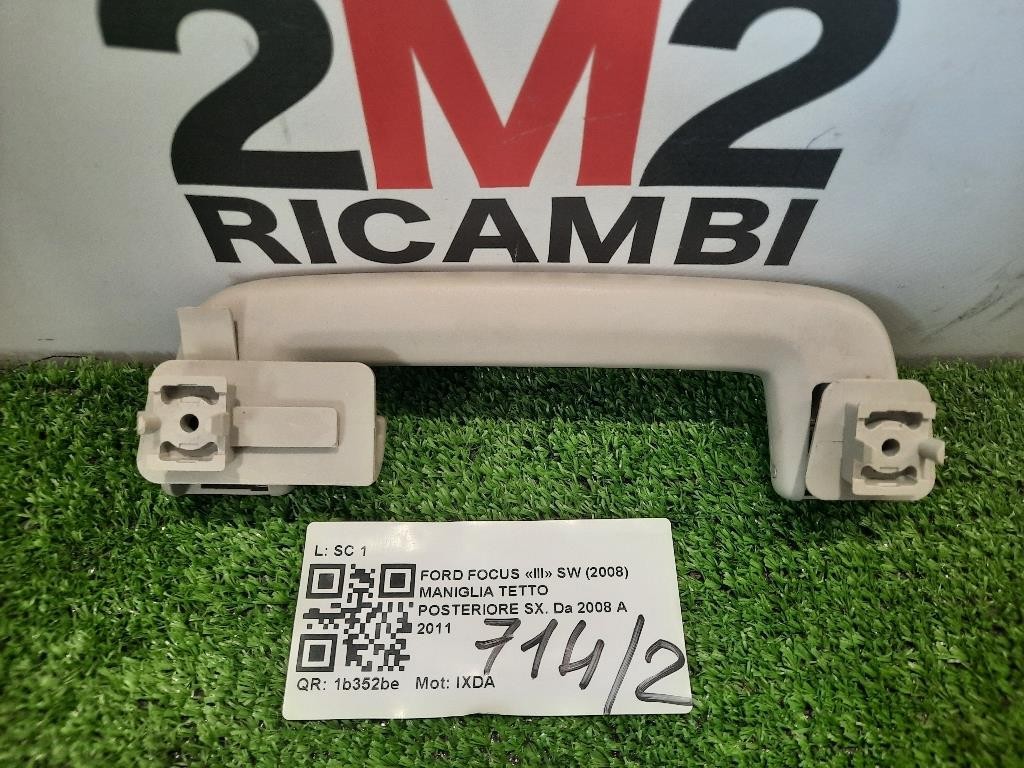 2M2
RICAMBI
L: SC 1
FORD FOCUS «III» SW (2008)
MANIGLIA TETTO
POSTERIORE SX. Da 2008 A
2011
714/2
QR: 1b352be Mot: IXDA